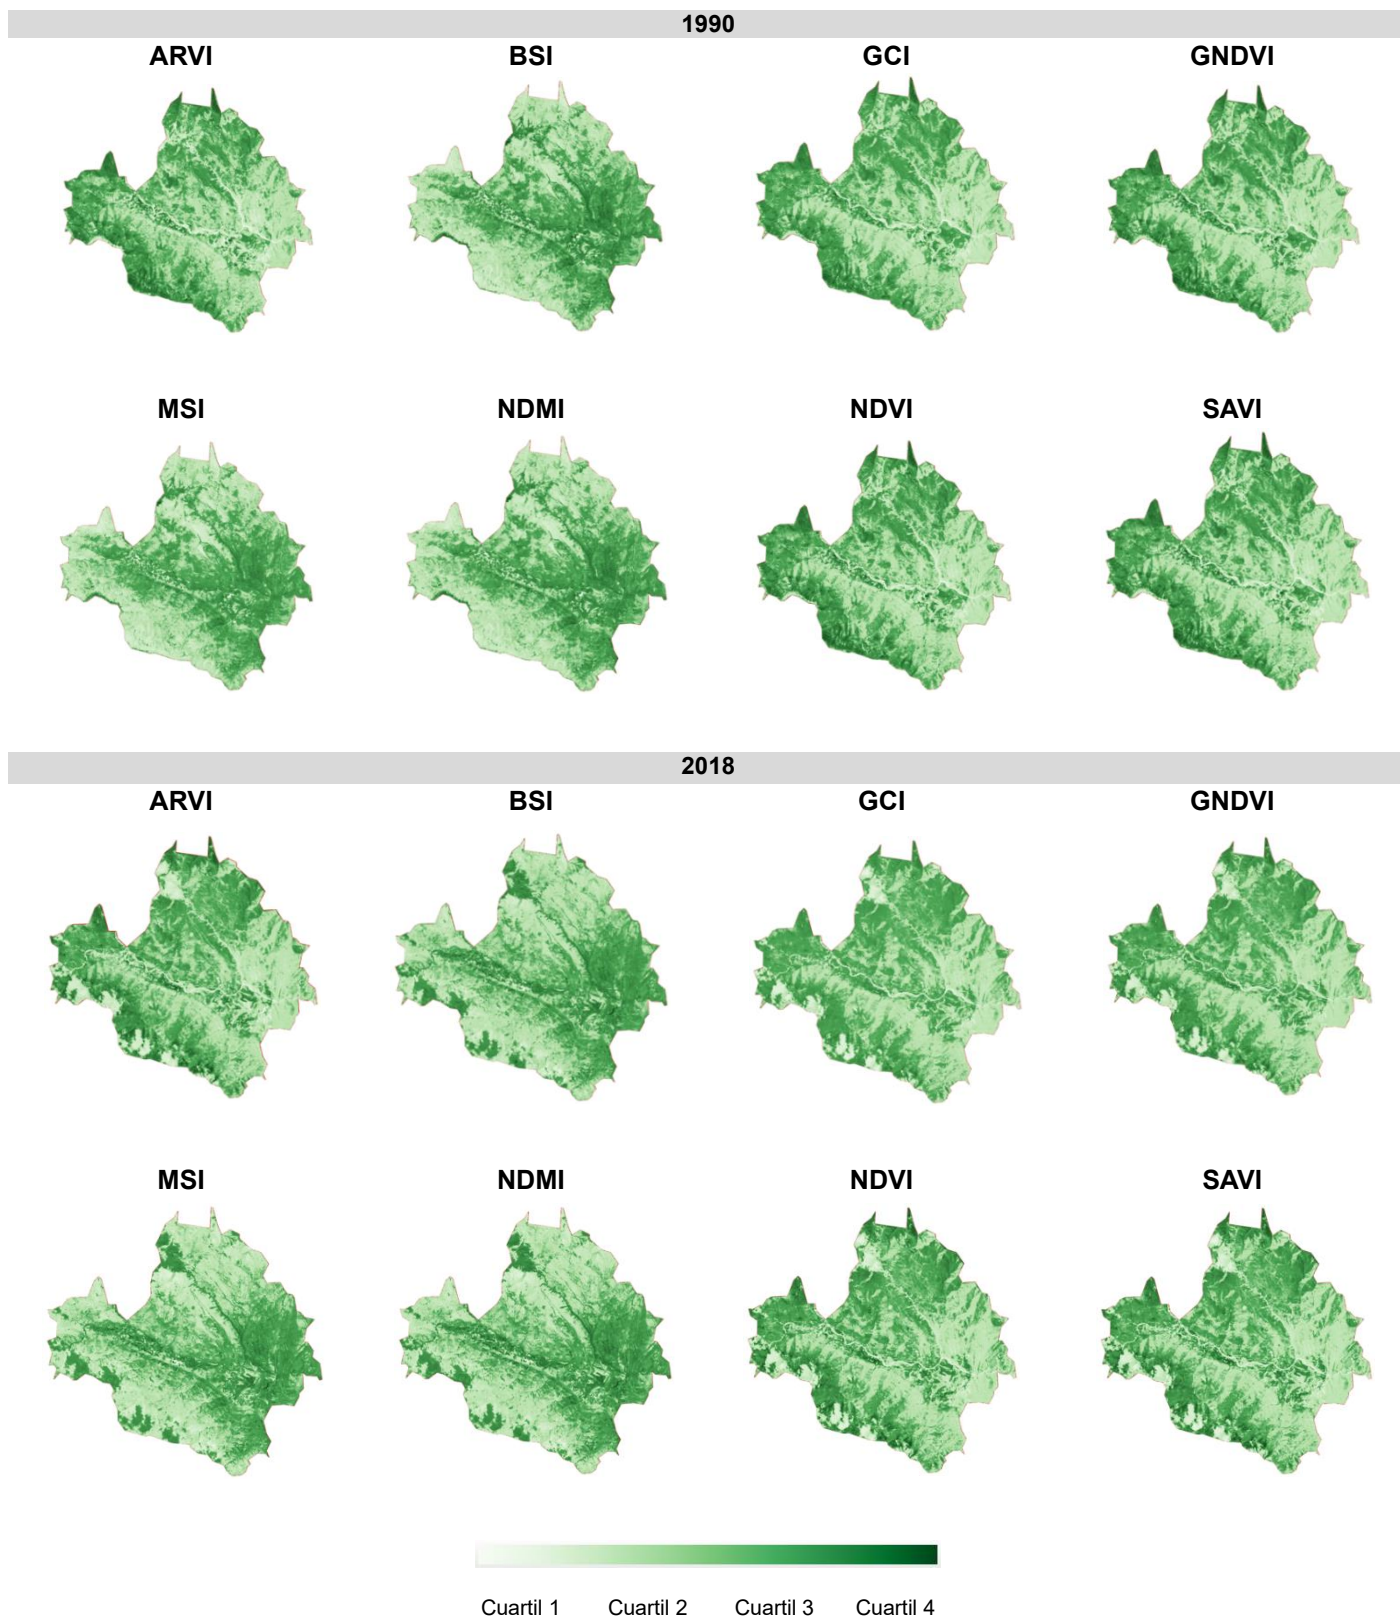 1990
ARVI BSI GCI GNDVI
MSI NDMI NDVI SAVI
2018
ARVI BSI GCI GNDVI
MSI NDMI NDVI SAVI
Cuartil 1 Cuartil 2 Cuartil 3 Cuartil 4